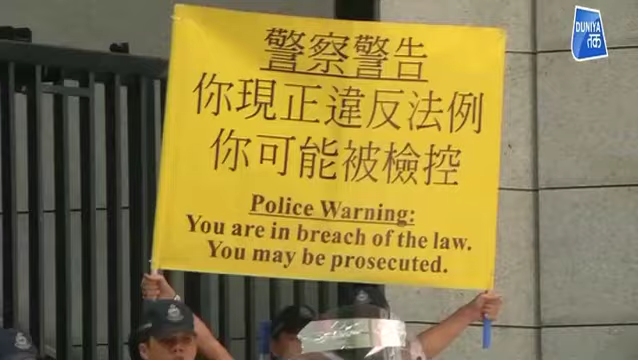 DUNIYA
तक
警察警告
你現正違反法例
你可能被檢控
Police Warning:
You are in breach of the law.
You may be prosecuted.